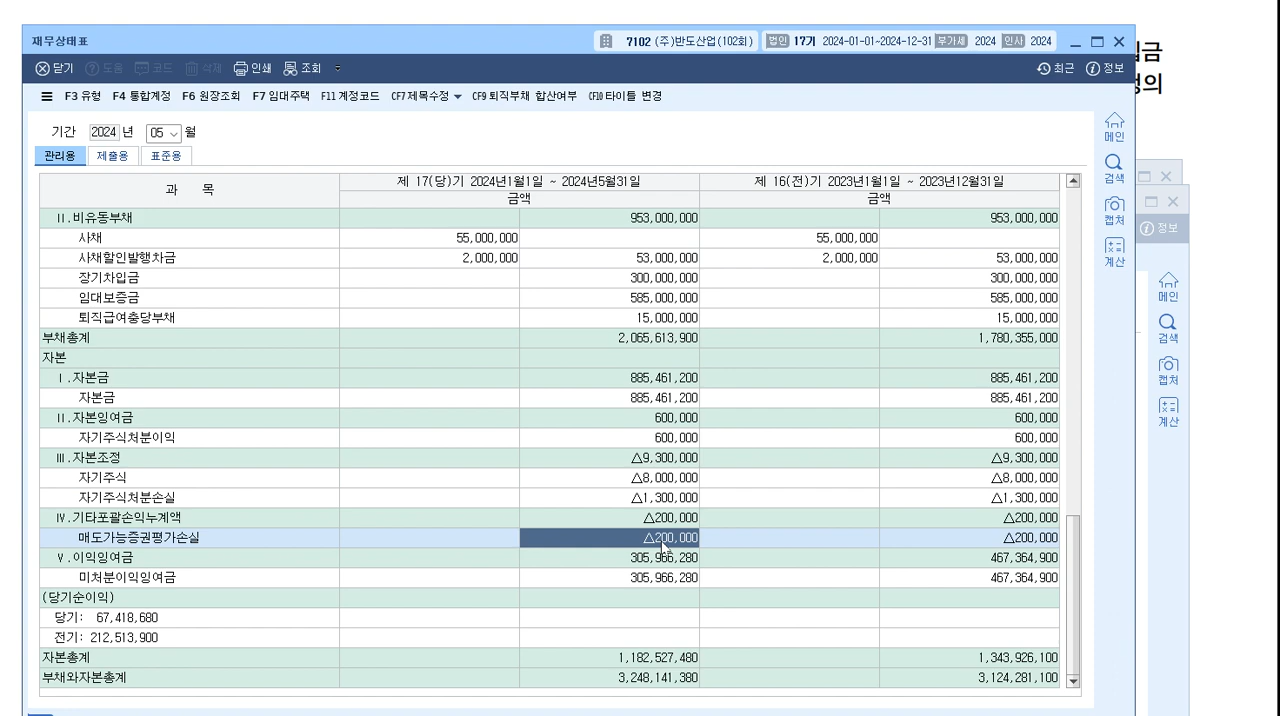 재무상태표 7102 (주)반도산업(102회) 법인 17기 2024-01-01~2024-12-31 부가세 2024 인사 2024
닫기 도움 코드 삭제 인쇄 조회 최근 정보
F3 유형 F4 통합계정 F6 원장조회 F7 임대주택 F11 계정코드 CF7 제목수정 CF9 퇴직부채 합산여부 CF10 타이틀 변경
기간 2024 년 05 월
관리용 제출용 표준용
과 목 제 17(당)기 2024년1월1일 ~ 2024년5월31일 제 16(전)기 2023년1월1일 ~ 2023년12월31일
금액 금액
Ⅱ.비유동부채 953,000,000 953,000,000
사채 55,000,000 55,000,000
사채할인발행차금 2,000,000 53,000,000 2,000,000 53,000,000
장기차입금 300,000,000 300,000,000
임대보증금 585,000,000 585,000,000
퇴직급여충당부채 15,000,000 15,000,000
부채총계 2,065,613,900 1,780,355,000
자본
Ⅰ.자본금 885,461,200 885,461,200
자본금 885,461,200 885,461,200
Ⅱ.자본잉여금 600,000 600,000
자기주식처분이익 600,000 600,000
Ⅲ.자본조정 △9,300,000 △9,300,000
자기주식 △8,000,000 △8,000,000
자기주식처분손실 △1,300,000 △1,300,000
Ⅳ.기타포괄손익누계액 △200,000 △200,000
매도가능증권평가손실 △200,000 △200,000
Ⅴ.이익잉여금 305,966,280 467,364,900
미처분이익잉여금 305,966,280 467,364,900
(당기순이익)
당기: 67,418,680
전기: 212,513,900
자본총계 1,182,527,480 1,343,926,100
부채와자본총계 3,248,141,380 3,124,281,100
메인
검색
캡처
계산
정보
메인
검색
캡처
계산